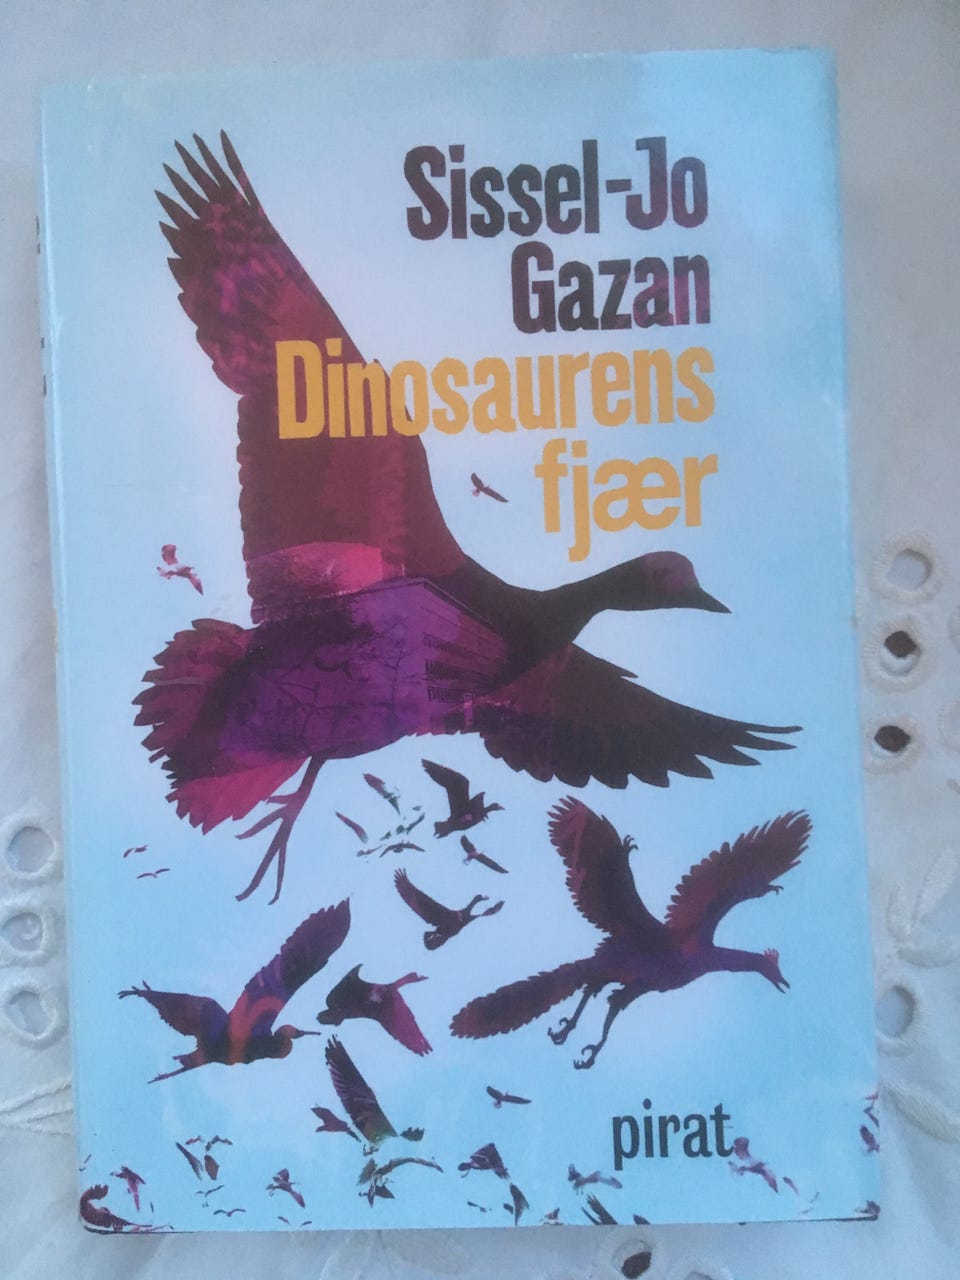 Sissel-Jo
Gazan
Dinosaurens
fjær
pirat